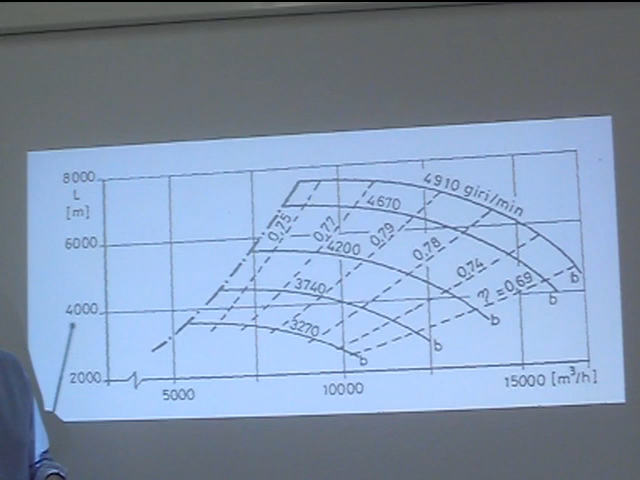 8000
L
[m]
6000
4000
2000
4910 giri/min
4670
4200
3740
3270
0,75
0,77
0,79
0,78
0,74
η = 0,69
b
b
b
b
b
5000
10000
15000 [m³/h]